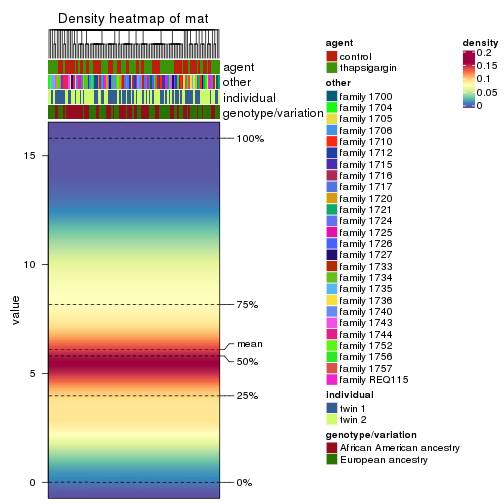 Density heatmap of mat
agent
other
individual
genotype/variation
value
15
10
5
0
100%
75%
mean
50%
25%
0%
agent
control
thapsigargin
other
family 1700
family 1704
family 1705
family 1706
family 1710
family 1712
family 1715
family 1716
family 1717
family 1720
family 1721
family 1724
family 1725
family 1726
family 1727
family 1733
family 1734
family 1735
family 1736
family 1740
family 1743
family 1744
family 1752
family 1756
family 1757
family REQ115
individual
twin 1
twin 2
genotype/variation
African American ancestry
European ancestry
density
0.2
0.15
0.1
0.05
0